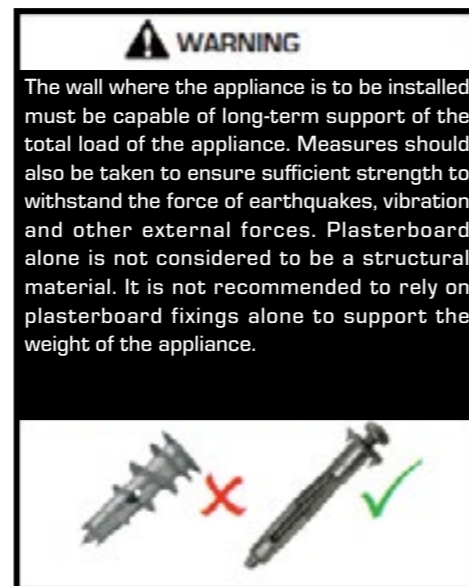 WARNING
The wall where the appliance is to be installed
must be capable of long-term support of the
total load of the appliance. Measures should
also be taken to ensure sufficient strength to
withstand the force of earthquakes, vibration
and other external forces. Plasterboard
alone is not considered to be a structural
material. It is not recommended to rely on
plasterboard fixings alone to support the
weight of the appliance.